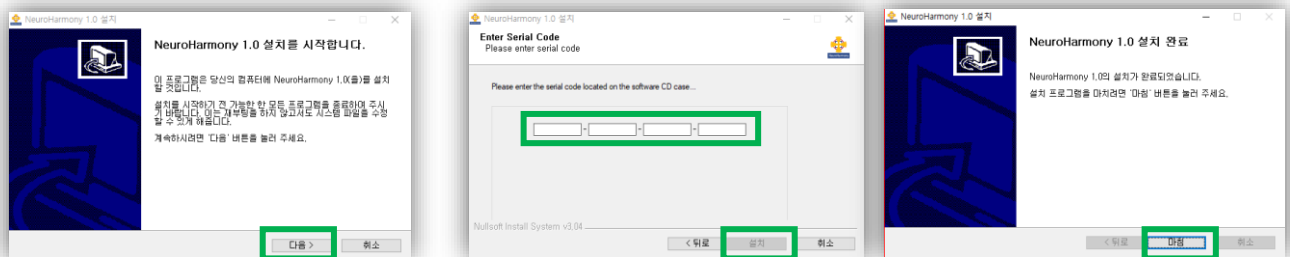 NeuroHarmony 1.0 설치
NeuroHarmony 1.0 설치를 시작합니다.
이 프로그램은 당신의 컴퓨터에 NeuroHarmony 1.0(을)를 설치
할 것입니다.
설치를 시작하기 전 가능한 한 모든 프로그램을 종료하여 주시
기 바랍니다. 이는 재부팅을 하지 않고서도 시스템 파일을 수정
할 수 있게 해줍니다.
계속하시려면 '다음' 버튼을 눌러 주세요.
다음 >
취소
NeuroHarmony 1.0 설치
Enter Serial Code
Please enter serial code
Please enter the serial code located on the software CD case...
- - -
Nullsoft Install System v3.04
< 뒤로
설치
취소
NeuroHarmony 1.0 설치
NeuroHarmony 1.0 설치 완료
NeuroHarmony 1.0의 설치가 완료되었습니다.
설치 프로그램을 마치려면 '마침' 버튼을 눌러 주세요.
< 뒤로
마침
취소